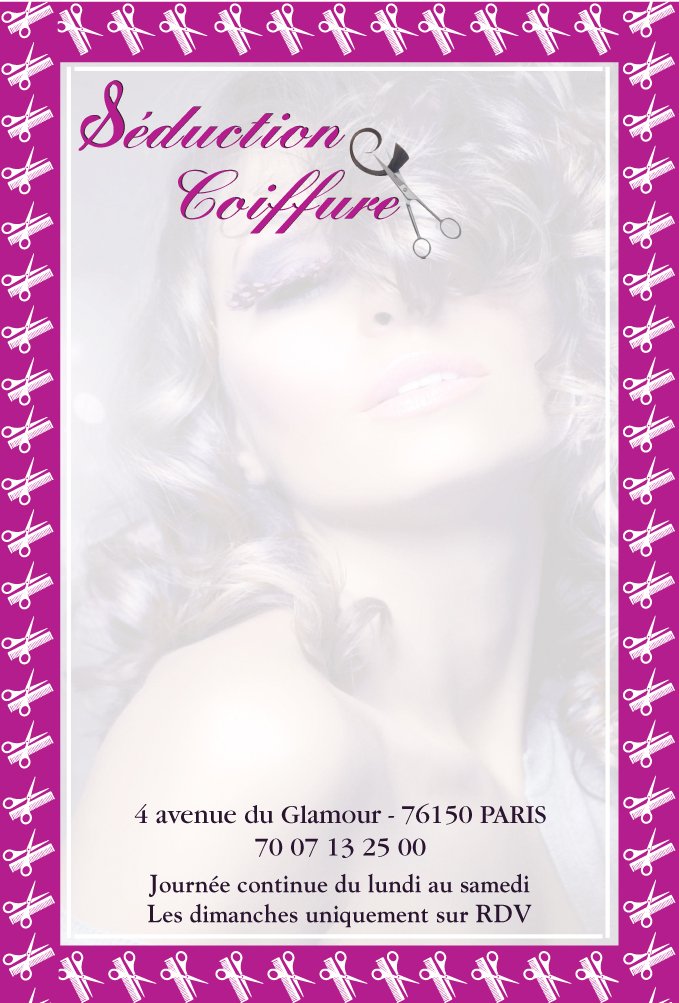 Séduction
Coiffure
4 avenue du Glamour - 76150 PARIS
70 07 13 25 00
Journée continue du lundi au samedi
Les dimanches uniquement sur RDV